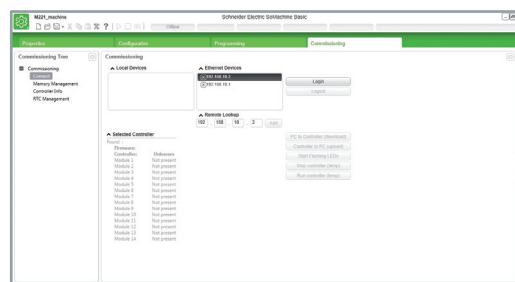 M221_machine
Schneider Electric SoMachine Basic
Offline
Properties
Configuration
Programming
Commissioning
Commissioning Tree
Commissioning
Connect
Memory Management
Controller Info
RTC Management
Commissioning
Local Devices
Ethernet Devices
192.168.10.2
192.168.10.1
Login
Logout
Remote Lookup
192 168 10 2 Add
Selected Controller
Found :
Firmware:
Controller: Unknown
Module 1 Not present
Module 2 Not present
Module 3 Not present
Module 4 Not present
Module 5 Not present
Module 6 Not present
Module 7 Not present
Module 8 Not present
Module 9 Not present
Module 10 Not present
Module 11 Not present
Module 12 Not present
Module 13 Not present
Module 14 Not present
PC to Controller (download)
Controller to PC (upload)
Start Flashing LEDs
Stop controller (temp)
Run controller (temp)